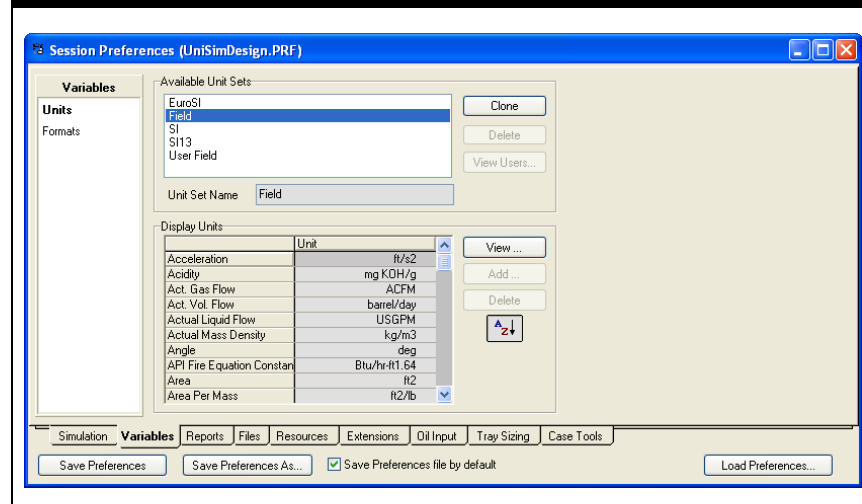 Session Preferences (UniSimDesign.PRF)
Variables
Units
Formats
Available Unit Sets
EuroSI
Field
SI
SI13
User Field
Clone
Delete
View Users...
Unit Set Name Field
Display Units
Unit
Acceleration ft/s2
Acidity mg KOH/g
Act. Gas Flow ACFM
Act. Vol. Flow barrel/day
Actual Liquid Flow USGPM
Actual Mass Density kg/m3
Angle deg
API Fire Equation Constan Btu/hr-ft1.64
Area ft2
Area Per Mass ft2/lb
View ...
Add ...
Delete
AZ
Simulation Variables Reports Files Resources Extensions Oil Input Tray Sizing Case Tools
Save Preferences Save Preferences As... Save Preferences file by default Load Preferences...